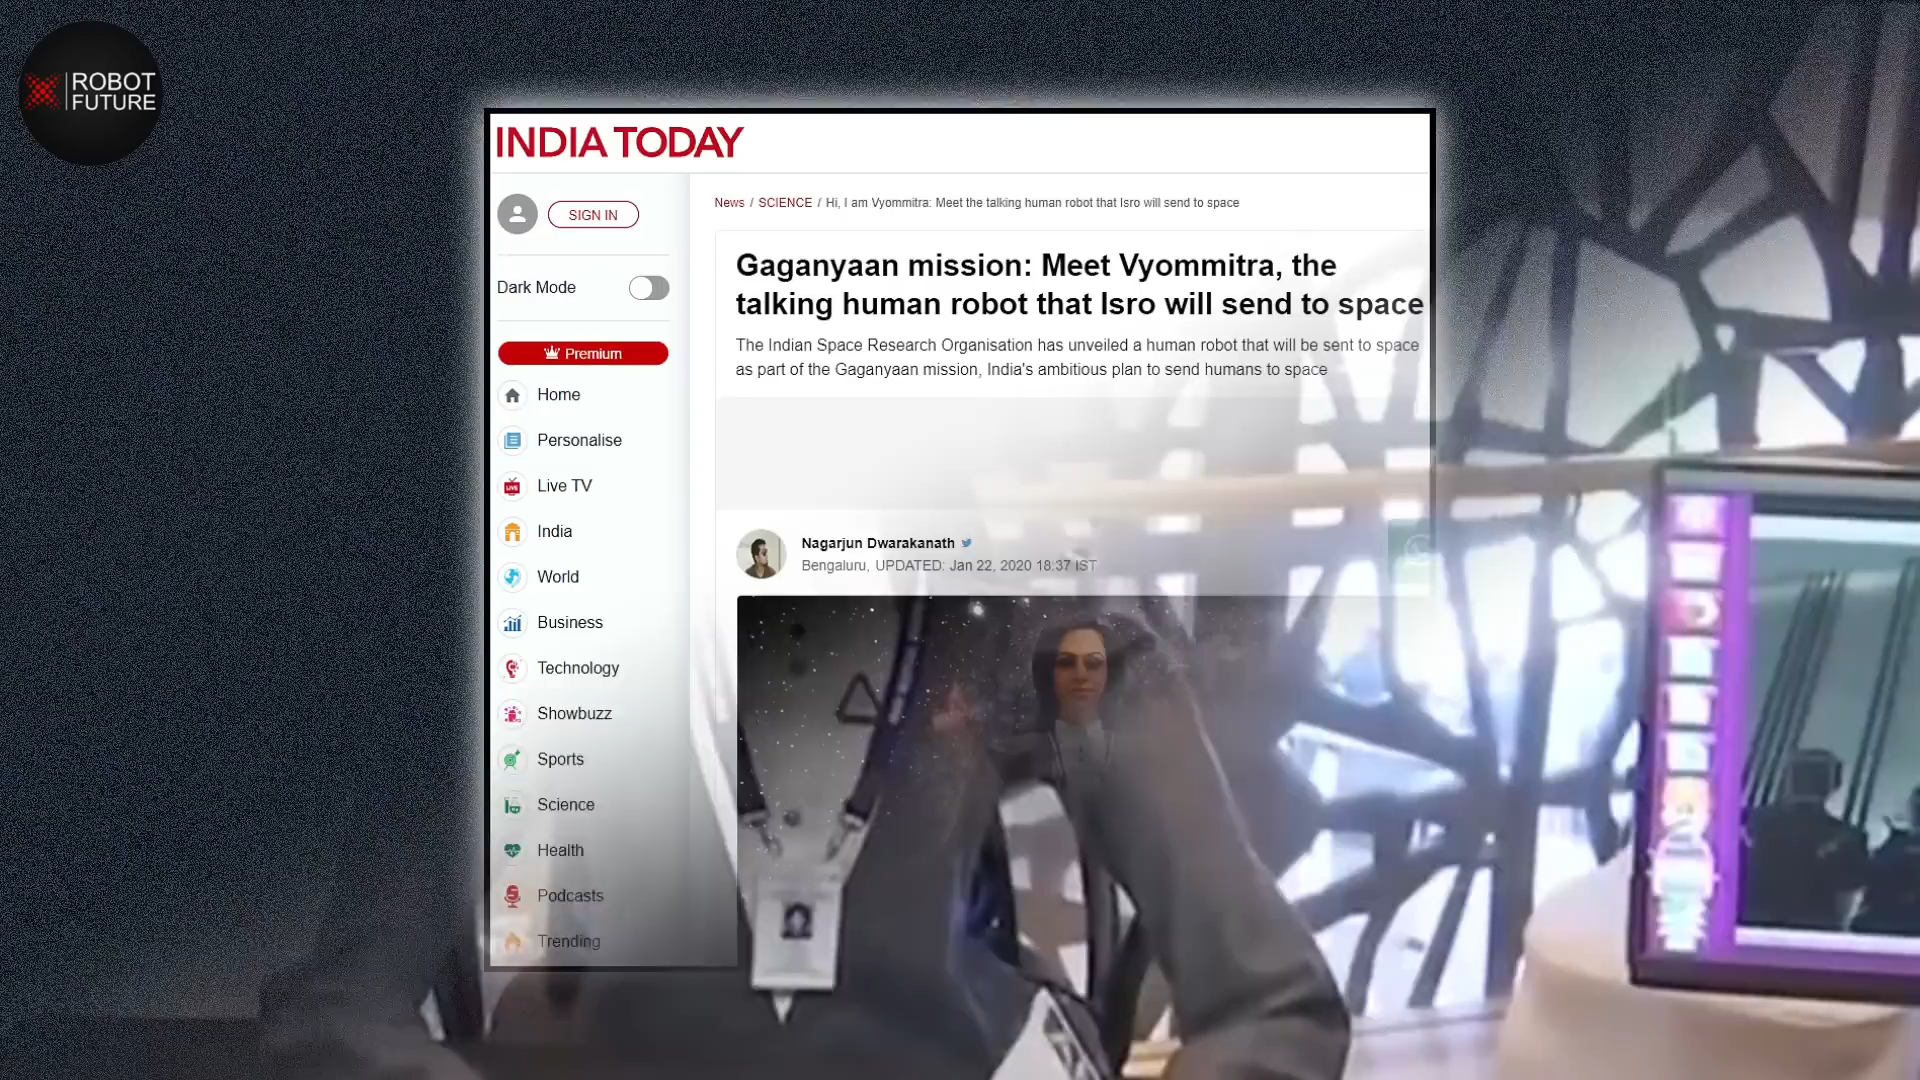 ROBOT
FUTURE
INDIA TODAY
SIGN IN
Dark Mode
Premium
Home
Personalise
Live TV
India
World
Business
Technology
Showbuzz
Sports
Science
Health
Podcasts
Trending
News / SCIENCE / Hi, I am Vyommitra: Meet the talking human robot that Isro will send to space
Gaganyaan mission: Meet Vyommitra, the
talking human robot that Isro will send to space
The Indian Space Research Organisation has unveiled a human robot that will be sent to space
as part of the Gaganyaan mission, India's ambitious plan to send humans to space
Nagarjun Dwarakanath
Bengaluru, UPDATED: Jan 22, 2020 18:37 IST